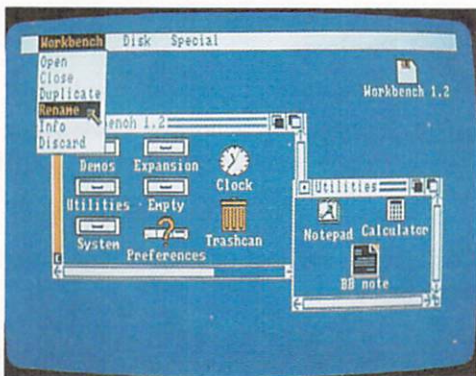 Workbench Disk Special
Open
Close
Duplicate
Rename
Info
Discard
Workbench 1.2
ench 1.2
Demos Expansion Clock
Utilities Empty
System Preferences Trashcan
Utilities
Notepad Calculator
BB note